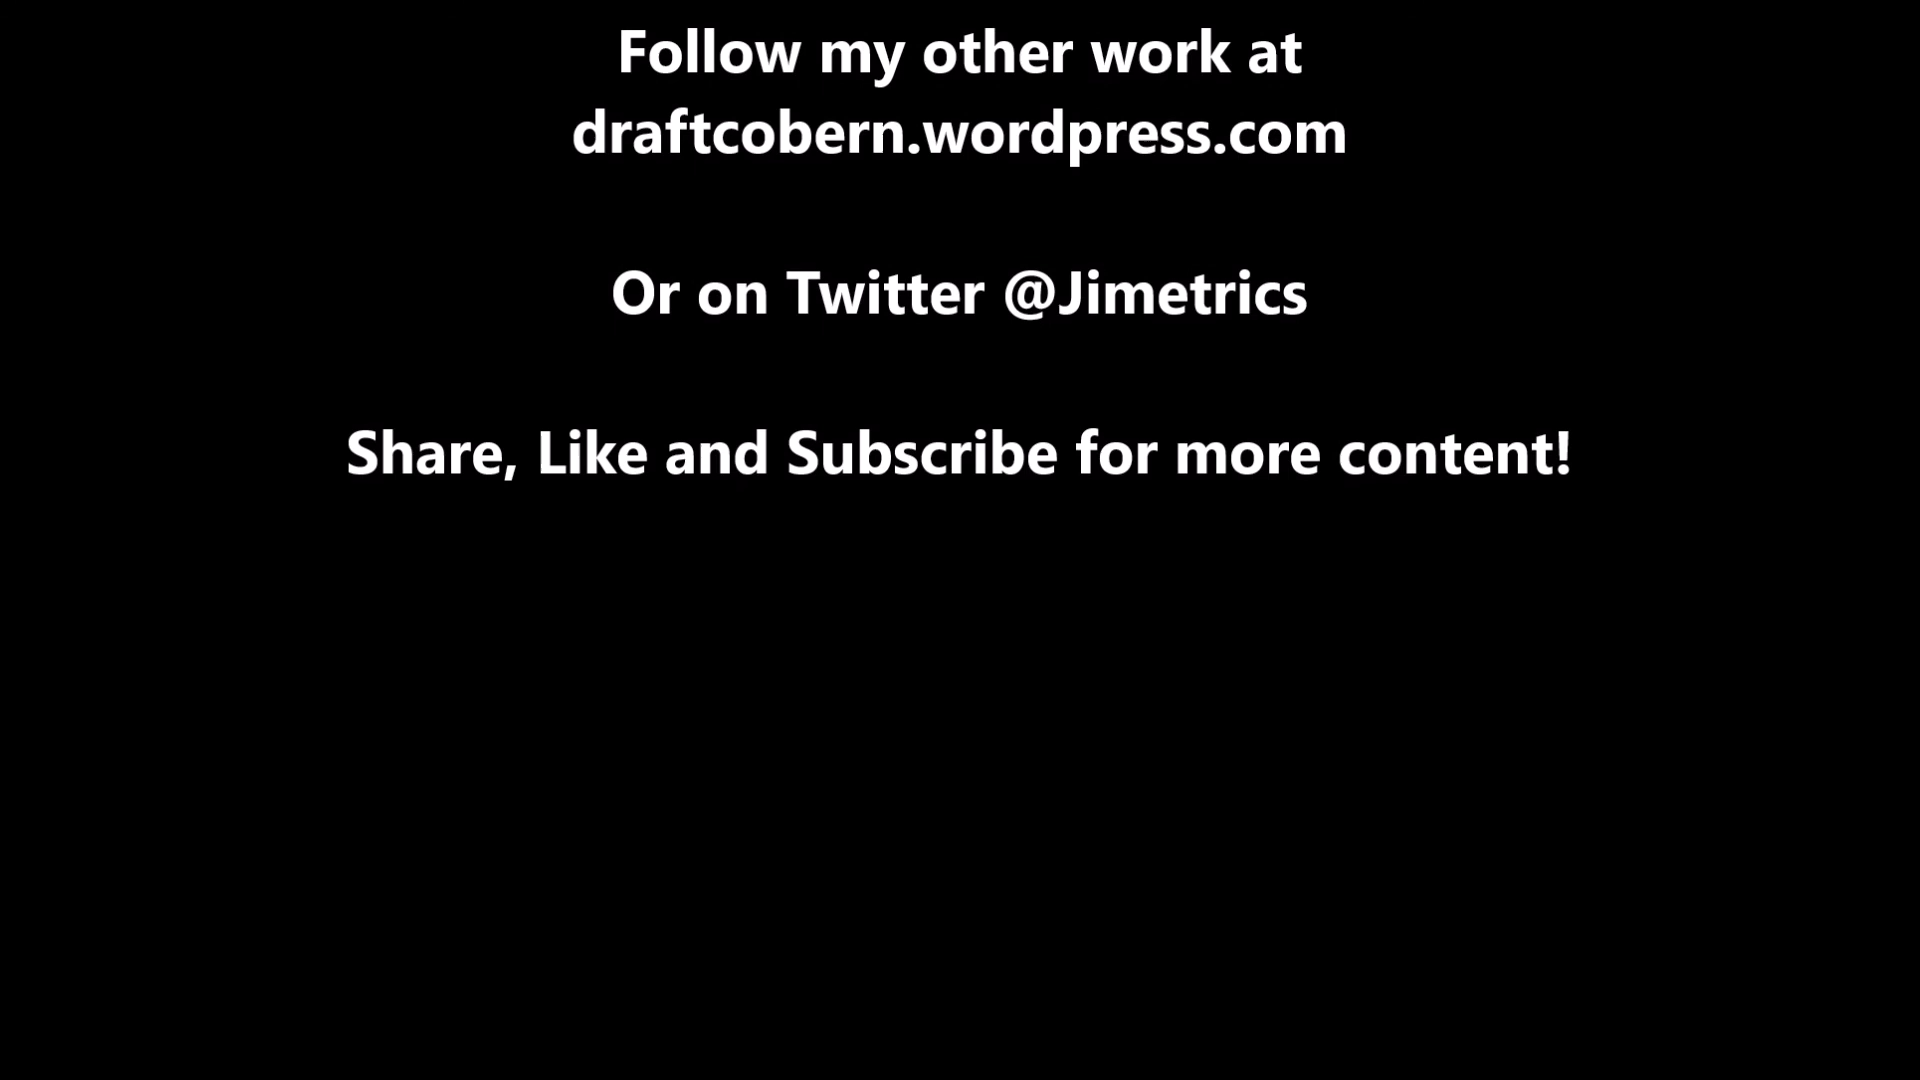 Follow my other work at
draftcobern.wordpress.com
Or on Twitter @Jimetrics
Share, Like and Subscribe for more content!